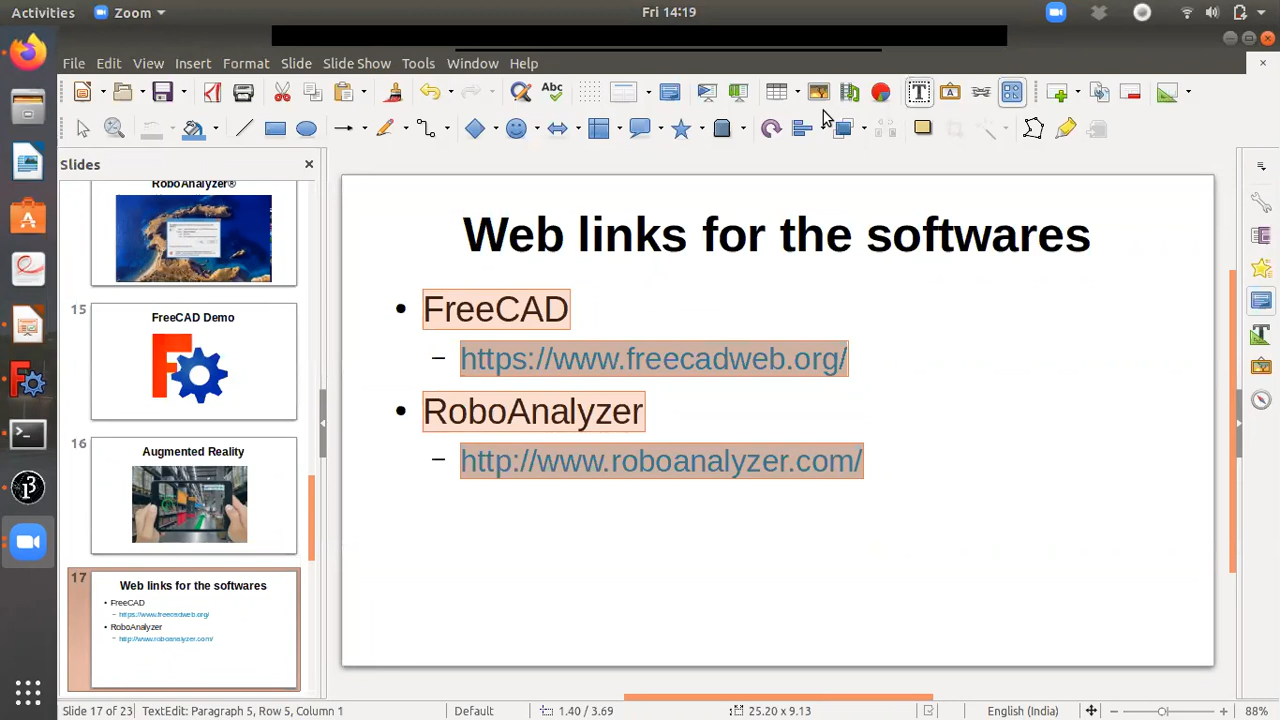 Activities Zoom Fri 14:19
File Edit View Insert Format Slide Slide Show Tools Window Help
Slides
RoboAnalyzer®
15
FreeCAD Demo
16
Augmented Reality
17
Web links for the softwares
• FreeCAD
– https://www.freecadweb.org/
• RoboAnalyzer
– http://www.roboanalyzer.com/
Web links for the softwares
• FreeCAD
– https://www.freecadweb.org/
• RoboAnalyzer
– http://www.roboanalyzer.com/
Slide 17 of 23 TextEdit: Paragraph 5, Row 5, Column 1 Default 1.40 / 3.69 25.20 x 9.13 English (India) 88%